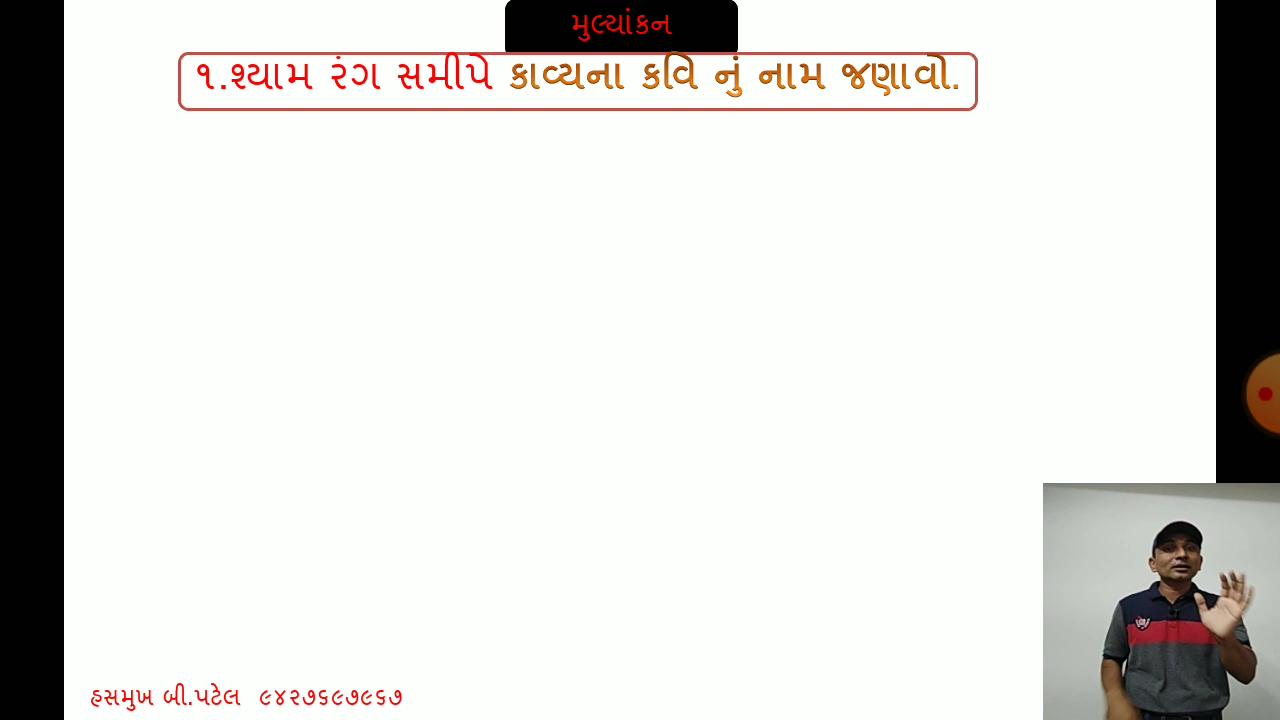 મુલ્યાંકન
૧.શ્યામ રંગ સમીપે કાવ્યના કવિ નું નામ જણાવો.
હસમુખ બી.પટેલ ૯૪૨૭૬૯૭૯૬૭